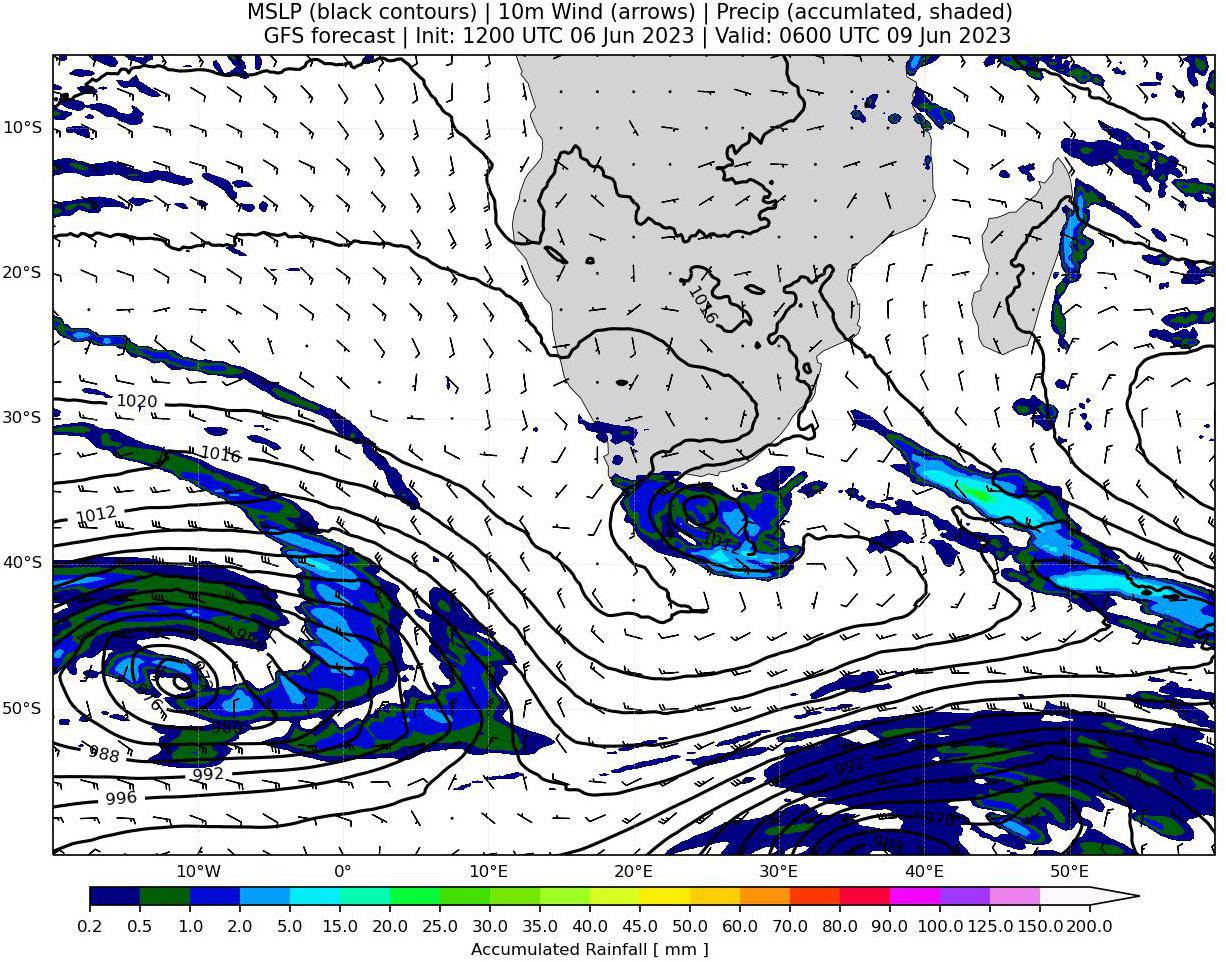 MSLP (black contours) | 10m Wind (arrows) | Precip (accumlated, shaded)
GFS forecast | Init: 1200 UTC 06 Jun 2023 | Valid: 0600 UTC 09 Jun 2023
10°S
20°S
1016
30°S
1020
1016
1012
40°S
50°S
988
980
992
992
996
976
968
10°W
0°
10°E
20°E
30°E
40°E
50°E
0.2 0.5 1.0 2.0 5.0 10.0 15.0 20.0 25.0 30.0 35.0 40.0 45.0 50.0 60.0 70.0 80.0 90.0 100.0 125.0 150.0 200.0
Accumulated Rainfall [ mm ]